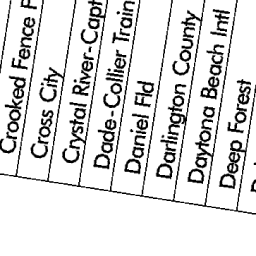 Crooked Fence
Cross City
Crystal River-Capt
Dade-Collier Train
Daniel Fld
Darlington County
Daytona Beach Intl
Deep Forest